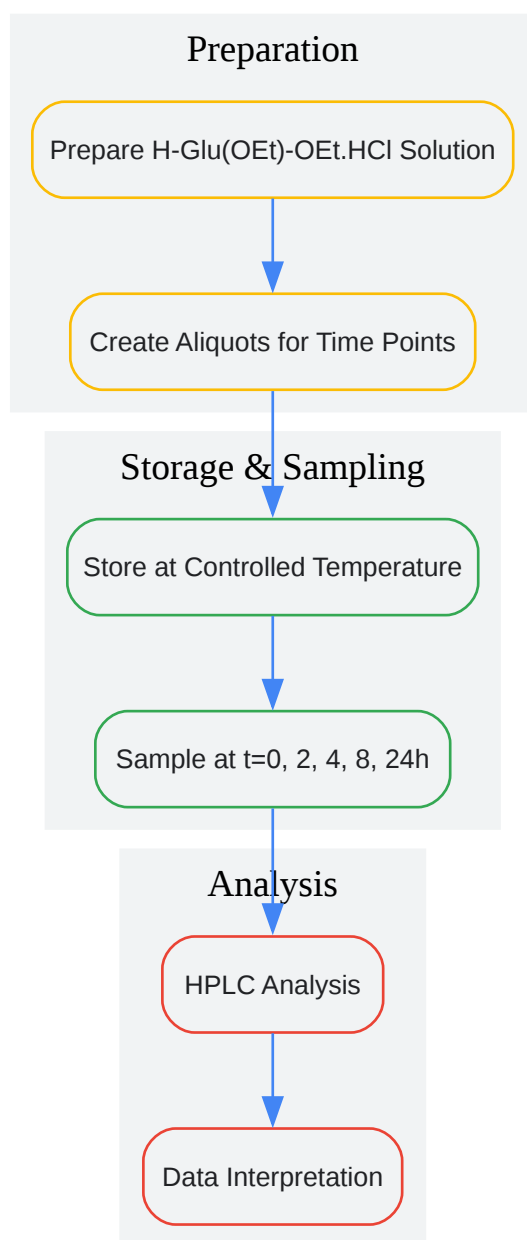 Preparation
Prepare H-Glu(OEt)-OEt.HCl Solution
Create Aliquots for Time Points
Storage & Sampling
Store at Controlled Temperature
Sample at t=0, 2, 4, 8, 24h
Analysis
HPLC Analysis
Data Interpretation